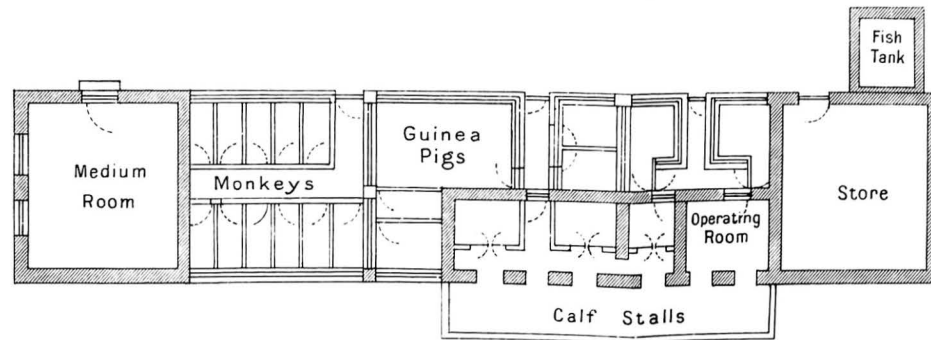 Fish
Tank
Guinea
Pigs
Medium
Room
Monkeys
Store
Operating
Room
Calf Stalls